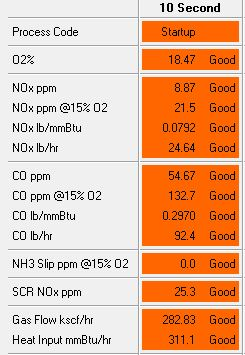 10 Second
Process Code Startup
O2% 18.47 Good
NOx ppm 8.87 Good
NOx ppm @15% O2 21.5 Good
NOx lb/mmBtu 0.0792 Good
NOx lb/hr 24.64 Good
CO ppm 54.67 Good
CO ppm @15% O2 132.7 Good
CO lb/mmBtu 0.2970 Good
CO lb/hr 92.4 Good
NH3 Slip ppm @15% O2 0.0 Good
SCR NOx ppm 25.3 Good
Gas Flow kscf/hr 282.83 Good
Heat Input mmBtu/hr 311.1 Good